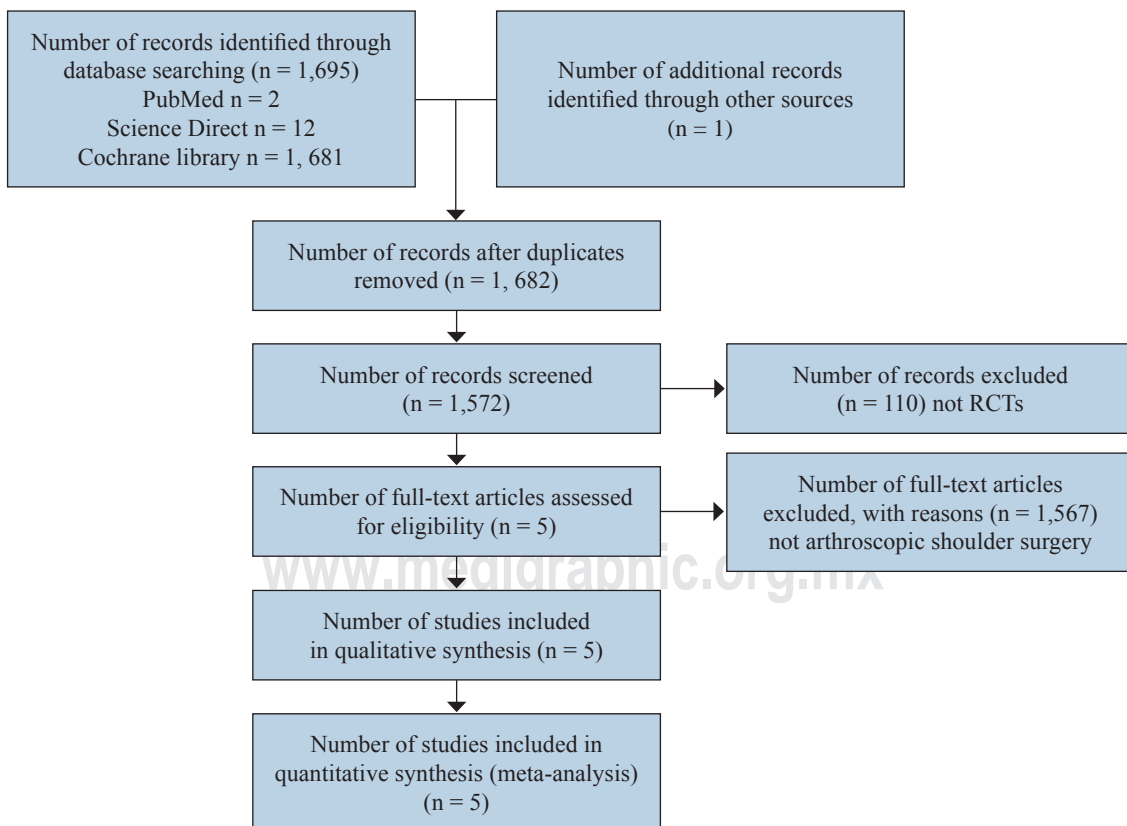 Number of records identified through
database searching (n = 1,695)
PubMed n = 2
Science Direct n = 12
Cochrane library n = 1, 681
Number of additional records
identified through other sources
(n = 1)
Number of records after duplicates
removed (n = 1, 682)
Number of records screened
(n = 1,572)
Number of records excluded
(n = 110) not RCTs
Number of full-text articles assessed
for eligibility (n = 5)
Number of full-text articles
excluded, with reasons (n = 1,567)
not arthroscopic shoulder surgery
www.medigraphic.org.mx
Number of studies included
in qualitative synthesis (n = 5)
Number of studies included in
quantitative synthesis (meta-analysis)
(n = 5)